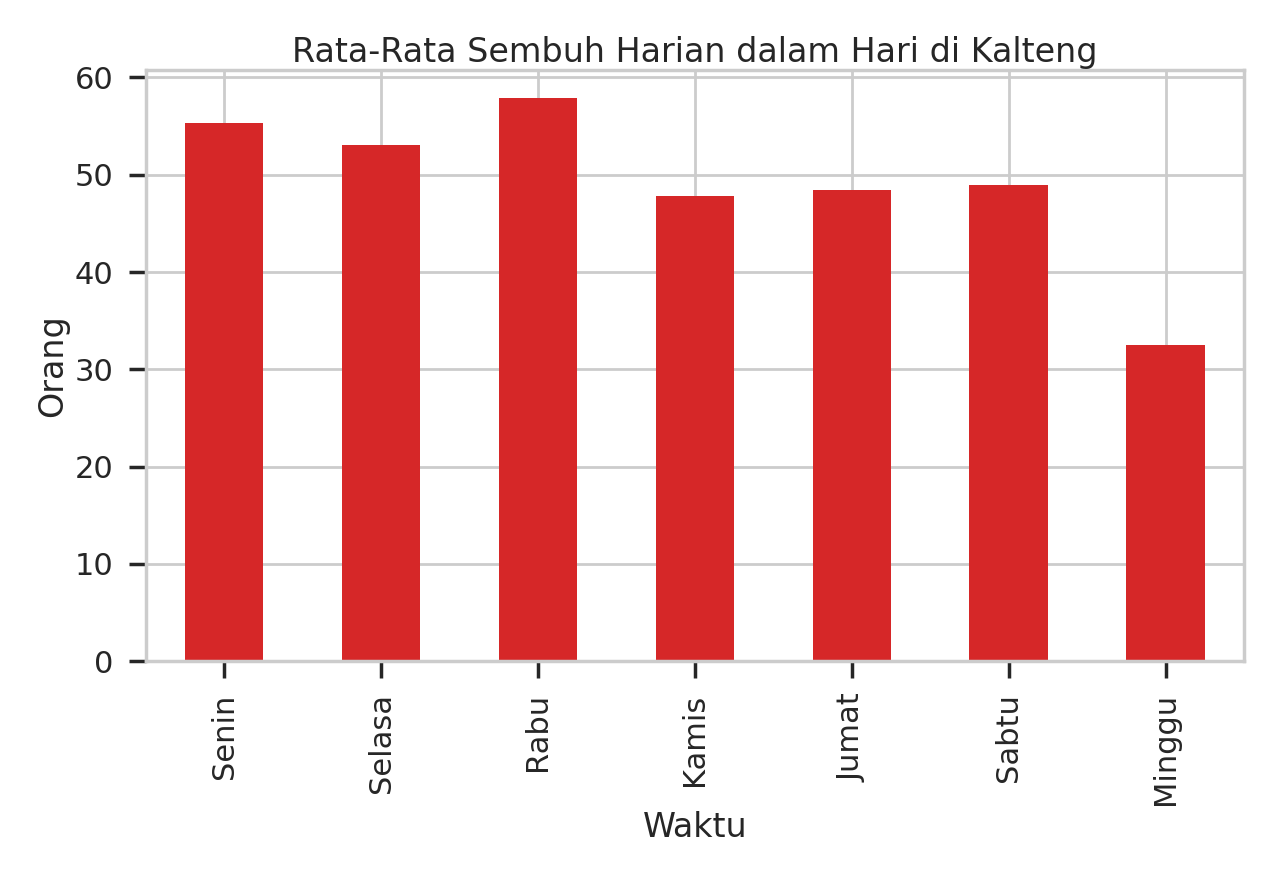 Rata-Rata Sembuh Harian dalam Hari di Kalteng
60
50
40
30
20
10
0
Orang
Senin
Selasa
Rabu
Kamis
Jumat
Sabtu
Minggu
Waktu